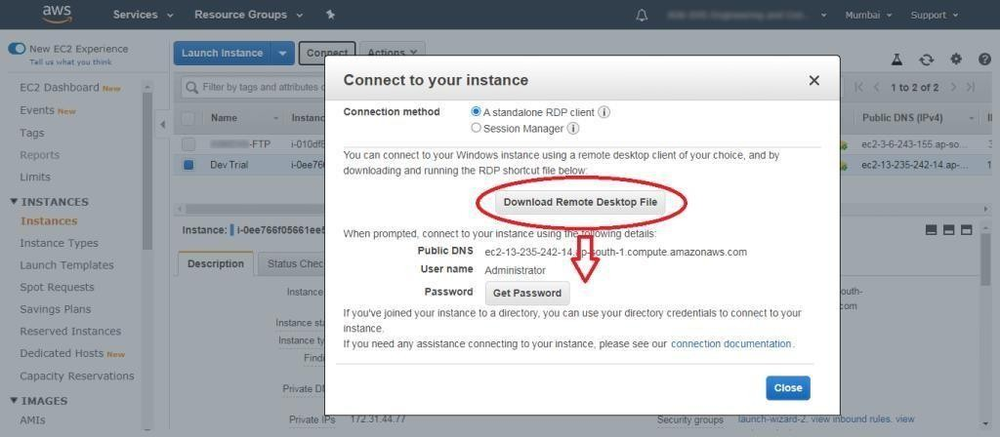 aws
Services
Resource Groups
Mumbai
Support
New EC2 Experience
Tell us what you think
EC2 Dashboard New
Events New
Tags
Reports
Limits
INSTANCES
Instances
Instance Types
Launch Templates
Spot Requests
Savings Plans
Reserved Instances
Dedicated Hosts New
Capacity Reservations
IMAGES
AMIs
Launch Instance
Connect
Actions
Filter by tags and attributes
1 to 2 of 2
Name
Instanc
Public DNS (IPv4)
-FTP
i-010df8
ec2-3-6-243-155.ap-so...
Dev Trial
i-0ee766
ec2-13-235-242-14.ap-...
Connect to your instance
Connection method
A standalone RDP client
Session Manager
You can connect to your Windows instance using a remote desktop client of your choice, and by
downloading and running the RDP shortcut file below:
Download Remote Desktop File
When prompted, connect to your instance using the following details:
Public DNS ec2-13-235-242-14.ap-south-1.compute.amazonaws.com
User name Administrator
Password Get Password
If you've joined your instance to a directory, you can use your directory credentials to connect to your
instance.
If you need any assistance connecting to your instance, please see our connection documentation.
Close
Instance: i-0ee766f05661ee5
Description
Status Chec
Instance
Instance sta
Instance typ
Findi
Private DN
Private IPs 172.31.44.77
south-
.com
Security groups launch-wizard-2. view inbound rules. view